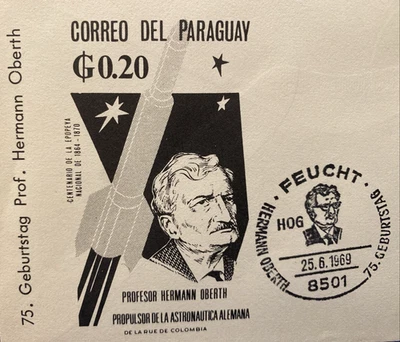 75. Geburtstag Prof. Hermann Oberth
CORREO DEL PARAGUAY
₲0.20
CENTENARIO DE LA EPOPEYA
NACIONAL DE 1864 - 1870
PROFESOR HERMANN OBERTH
PROPULSOR DE LA ASTRONAUTICA ALEMANA
DE LA RUE DE COLOMBIA
· FEUCHT ·
HOG
HERMANN OBERTH
75. GEBURTSTAG
25.6.1969
8501